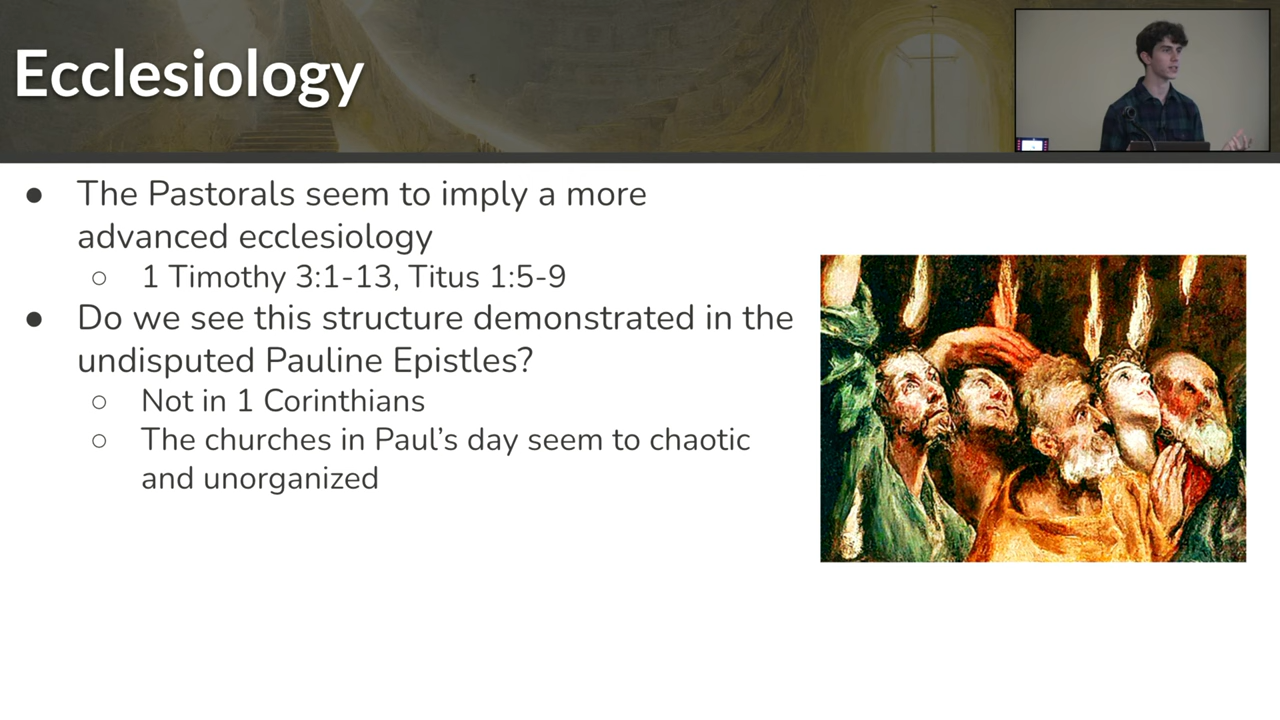 Ecclesiology
● The Pastorals seem to imply a more
advanced ecclesiology
○ 1 Timothy 3:1-13, Titus 1:5-9
● Do we see this structure demonstrated in the
undisputed Pauline Epistles?
○ Not in 1 Corinthians
○ The churches in Paul’s day seem to chaotic
and unorganized